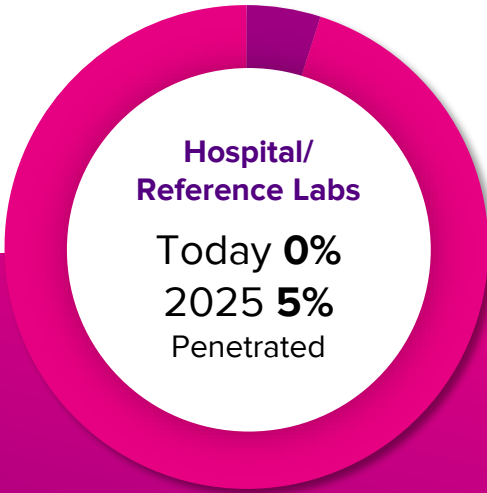 Hospital/
Reference Labs
Today 0%
2025 5%
Penetrated